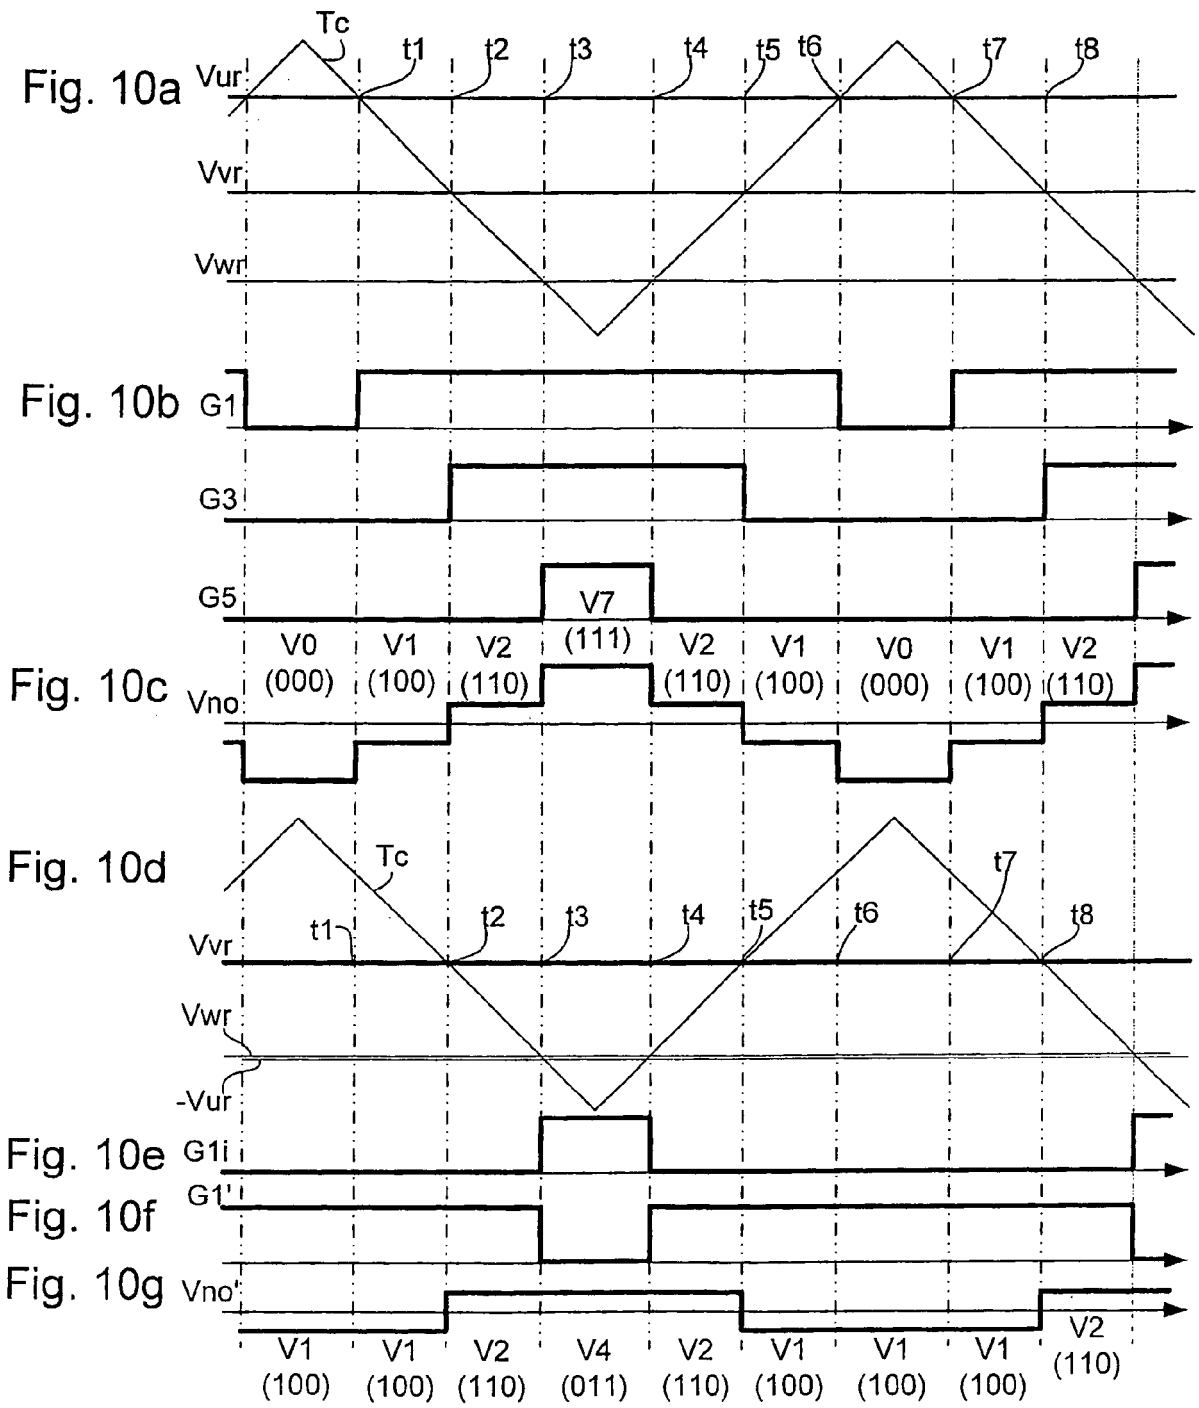 Fig. 10a
Tc
Vur
t1 t2 t3 t4 t5 t6 t7 t8
Vvr
Vwr
Fig. 10b
G1
G3
G5
V0 V1 V2 V7 V2 V1 V0 V1 V2
(000) (100) (110) (111) (110) (100) (000) (100) (110)
Fig. 10c
Vno
Fig. 10d
Tc
Vvr
t1 t2 t3 t4 t5 t6 t7 t8
Vwr
-Vur
Fig. 10e
G1i
Fig. 10f
G1'
Fig. 10g
Vno'
V1 V1 V2 V4 V2 V1 V1 V1 V2
(100) (100) (110) (011) (110) (100) (100) (100) (110)